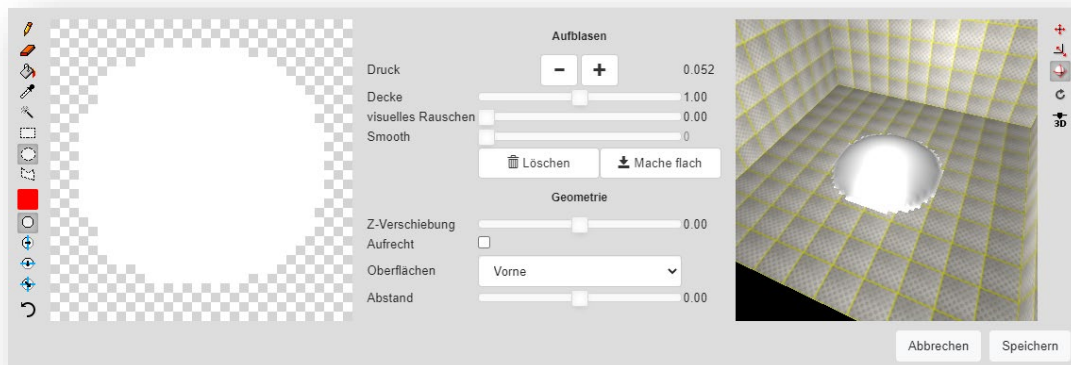 Aufblasen
Druck - + 0.052
Decke 1.00
visuelles Rauschen 0.00
Smooth 0
Löschen Mache flach
Geometrie
Z-Verschiebung 0.00
Aufrecht
Oberflächen Vorne
Abstand 0.00
3D
Abbrechen Speichern